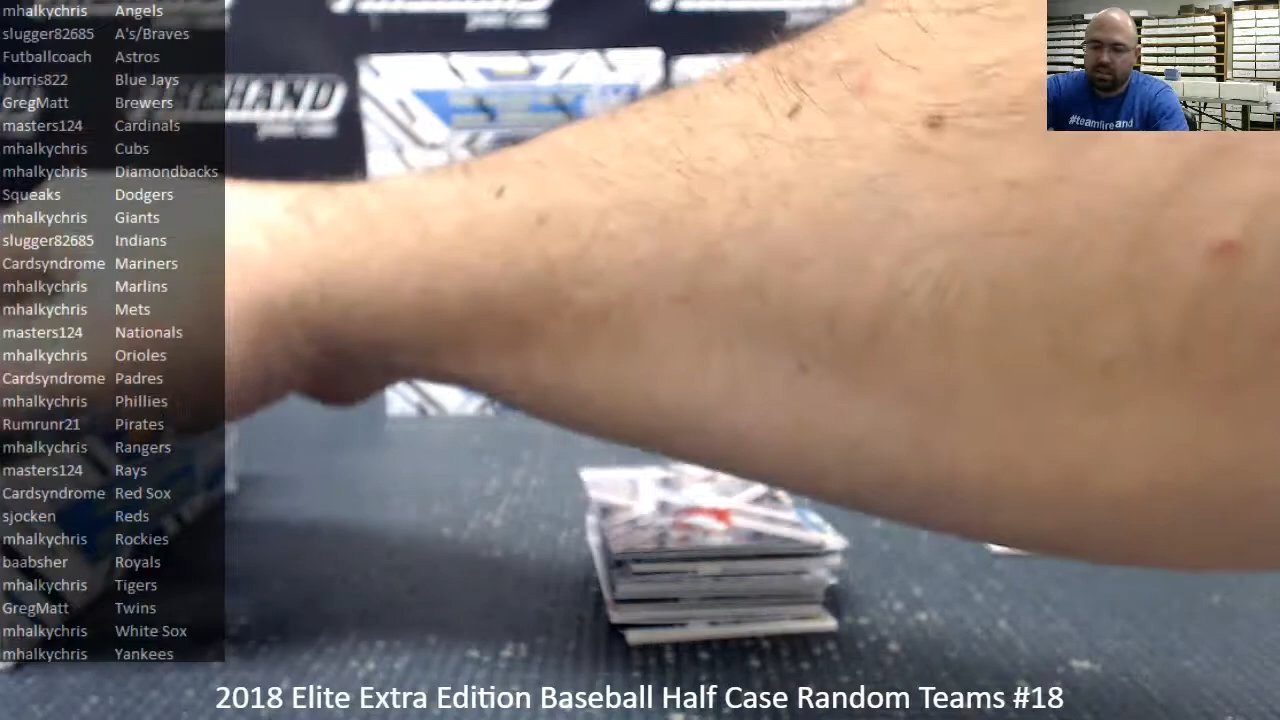 mhalkychris Angels
slugger82685 A's/Braves
Futballcoach Astros
burris822 Blue Jays
GregMatt Brewers
masters124 Cardinals
mhalkychris Cubs
mhalkychris Diamondbacks
Squeaks Dodgers
mhalkychris Giants
slugger82685 Indians
Cardsyndrome Mariners
mhalkychris Marlins
mhalkychris Mets
masters124 Nationals
mhalkychris Orioles
Cardsyndrome Padres
mhalkychris Phillies
Rumrunr21 Pirates
mhalkychris Rangers
masters124 Rays
Cardsyndrome Red Sox
sjocken Reds
mhalkychris Rockies
baabsher Royals
mhalkychris Tigers
GregMatt Twins
mhalkychris White Sox
mhalkychris Yankees
#teamfirehand
2018 Elite Extra Edition Baseball Half Case Random Teams #18